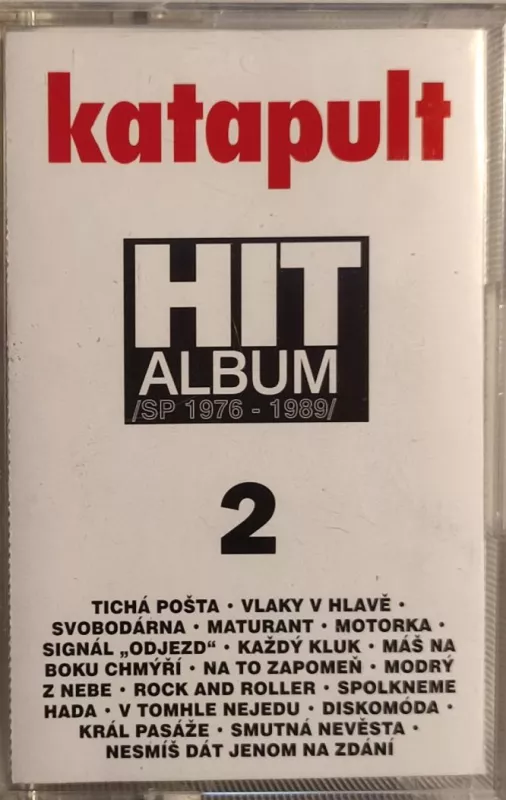 katapult
HIT
ALBUM
/SP 1976 - 1989/
2
TICHÁ POŠTA · VLAKY V HLAVĚ ·
SVOBODÁRNA · MATURANT · MOTORKA ·
SIGNÁL „ODJEZD“ · KAŽDÝ KLUK · MÁŠ NA
BOKU CHMÝŘÍ · NA TO ZAPOMEŇ · MODRÝ
Z NEBE · ROCK AND ROLLER · SPOLKNEME
HADA · V TOMHLE NEJEDU · DISKOMÓDA ·
KRÁL PASÁŽE · SMUTNÁ NEVĚSTA ·
NESMÍŠ DÁT JENOM NA ZDÁNÍ